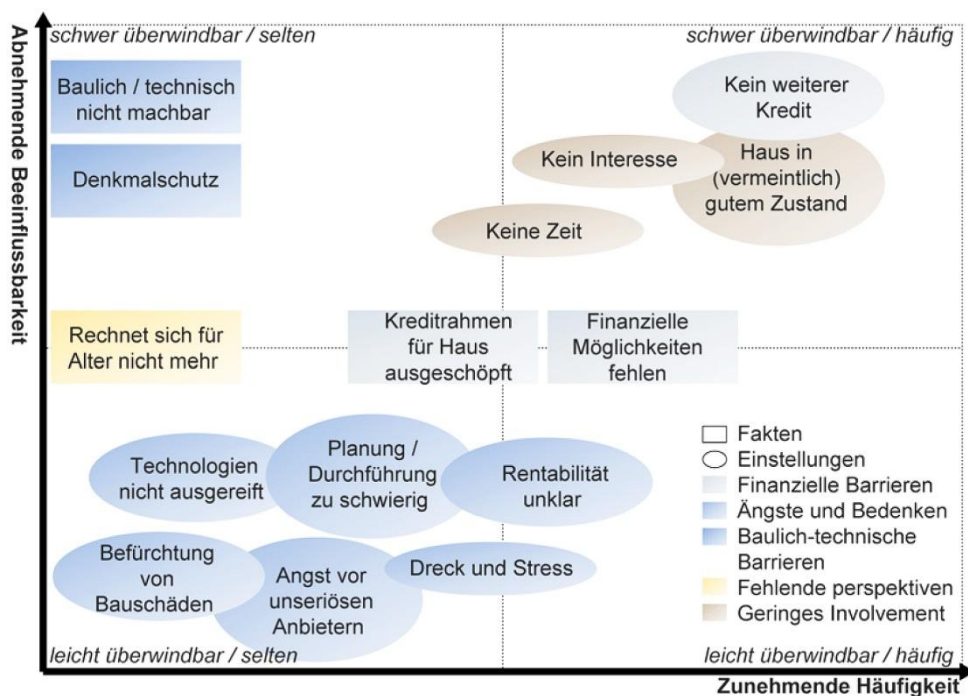 Abnehmende Beeinflussbarkeit
schwer überwindbar / selten
schwer überwindbar / häufig
Baulich / technisch
nicht machbar
Kein weiterer
Kredit
Denkmalschutz
Kein Interesse
Haus in
(vermeintlich)
gutem Zustand
Keine Zeit
Rechnet sich für
Alter nicht mehr
Kreditrahmen
für Haus
ausgeschöpft
Finanzielle
Möglichkeiten
fehlen
Technologien
nicht ausgereift
Planung /
Durchführung
zu schwierig
Rentabilität
unklar
Befürchtung
von
Bauschäden
Angst vor
unseriösen
Anbietern
Dreck und Stress
Fakten
Einstellungen
Finanzielle Barrieren
Ängste und Bedenken
Baulich-technische
Barrieren
Fehlende perspektiven
Geringes Involvement
leicht überwindbar / selten
leicht überwindbar / häufig
Zunehmende Häufigkeit